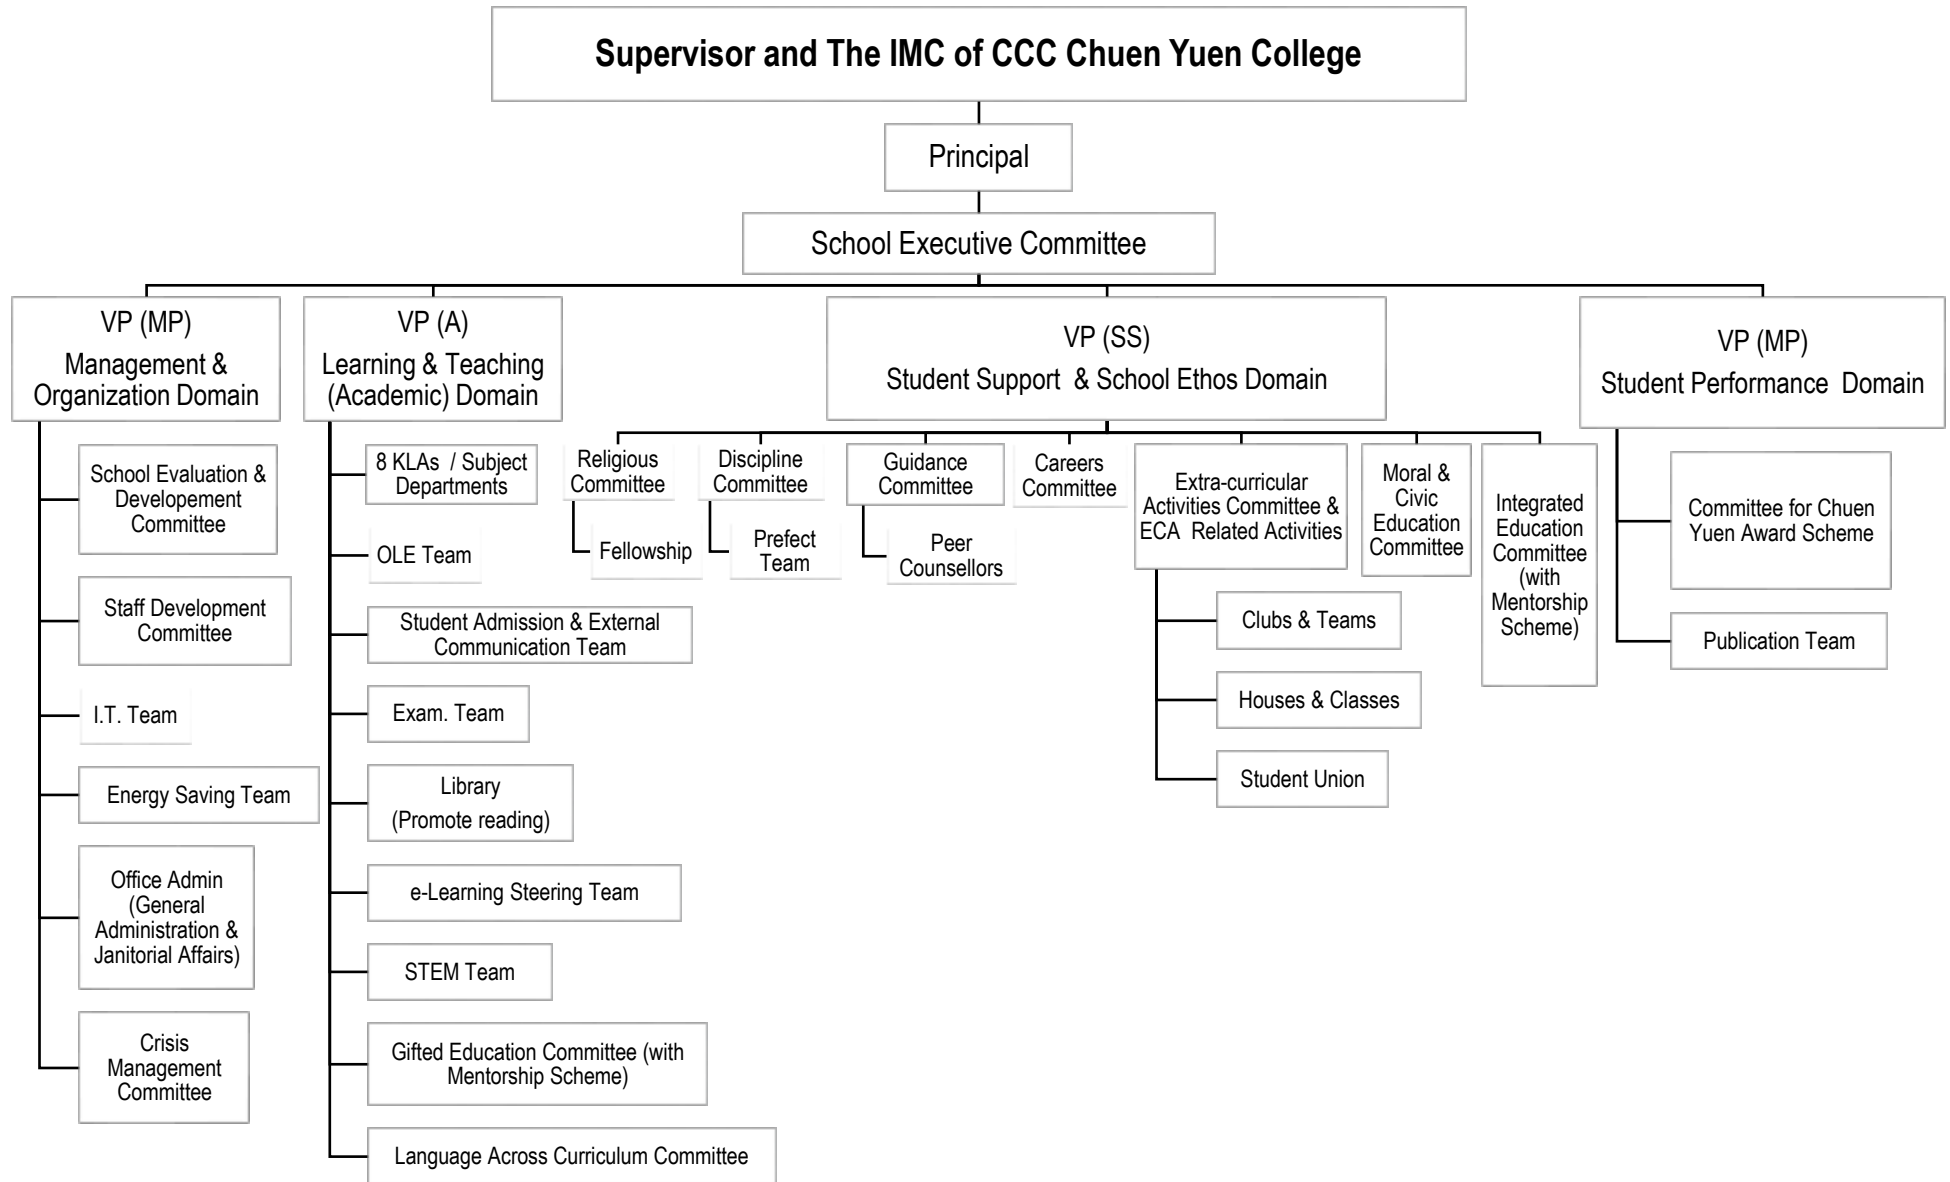 Supervisor and The IMC of CCC Chuen Yuen College
Principal
School Executive Committee
VP (MP)
Management &
Organization Domain
School Evaluation &
Developement
Committee
Staff Development
Committee
I.T. Team
Energy Saving Team
Office Admin
(General
Administration &
Janitorial Affairs)
Crisis
Management
Committee
VP (A)
Learning & Teaching
(Academic) Domain
8 KLAs / Subject
Departments
OLE Team
Student Admission & External
Communication Team
Exam. Team
Library
(Promote reading)
e-Learning Steering Team
STEM Team
Gifted Education Committee (with
Mentorship Scheme)
Language Across Curriculum Committee
VP (SS)
Student Support & School Ethos Domain
Religious
Committee
Fellowship
Discipline
Committee
Prefect
Team
Guidance
Committee
Peer
Counsellors
Careers
Committee
Extra-curricular
Activities Committee &
ECA Related Activities
Clubs & Teams
Houses & Classes
Student Union
Moral &
Civic
Education
Committee
Integrated
Education
Committee
(with
Mentorship
Scheme)
VP (MP)
Student Performance Domain
Committee for Chuen
Yuen Award Scheme
Publication Team